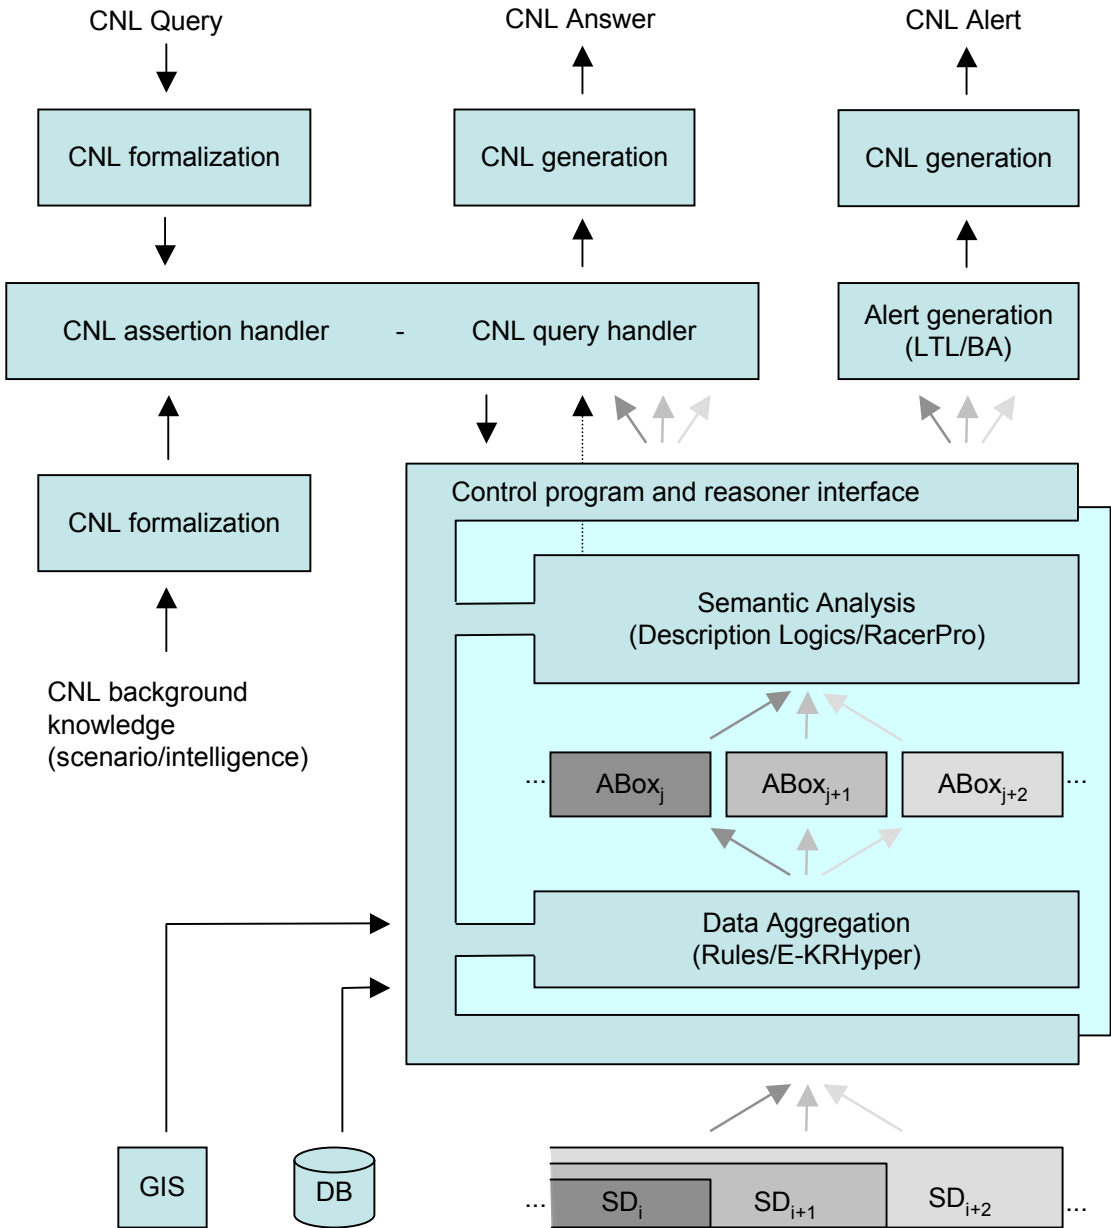 CNL Query
CNL Answer
CNL Alert
CNL formalization
CNL generation
CNL generation
CNL assertion handler - CNL query handler
Alert generation
(LTL/BA)
Control program and reasoner interface
CNL formalization
Semantic Analysis
(Description Logics/RacerPro)
CNL background
knowledge
(scenario/intelligence)
... ABoxj ABoxj+1 ABoxj+2 ...
Data Aggregation
(Rules/E-KRHyper)
GIS
DB
... SDi SDi+1 SDi+2 ...